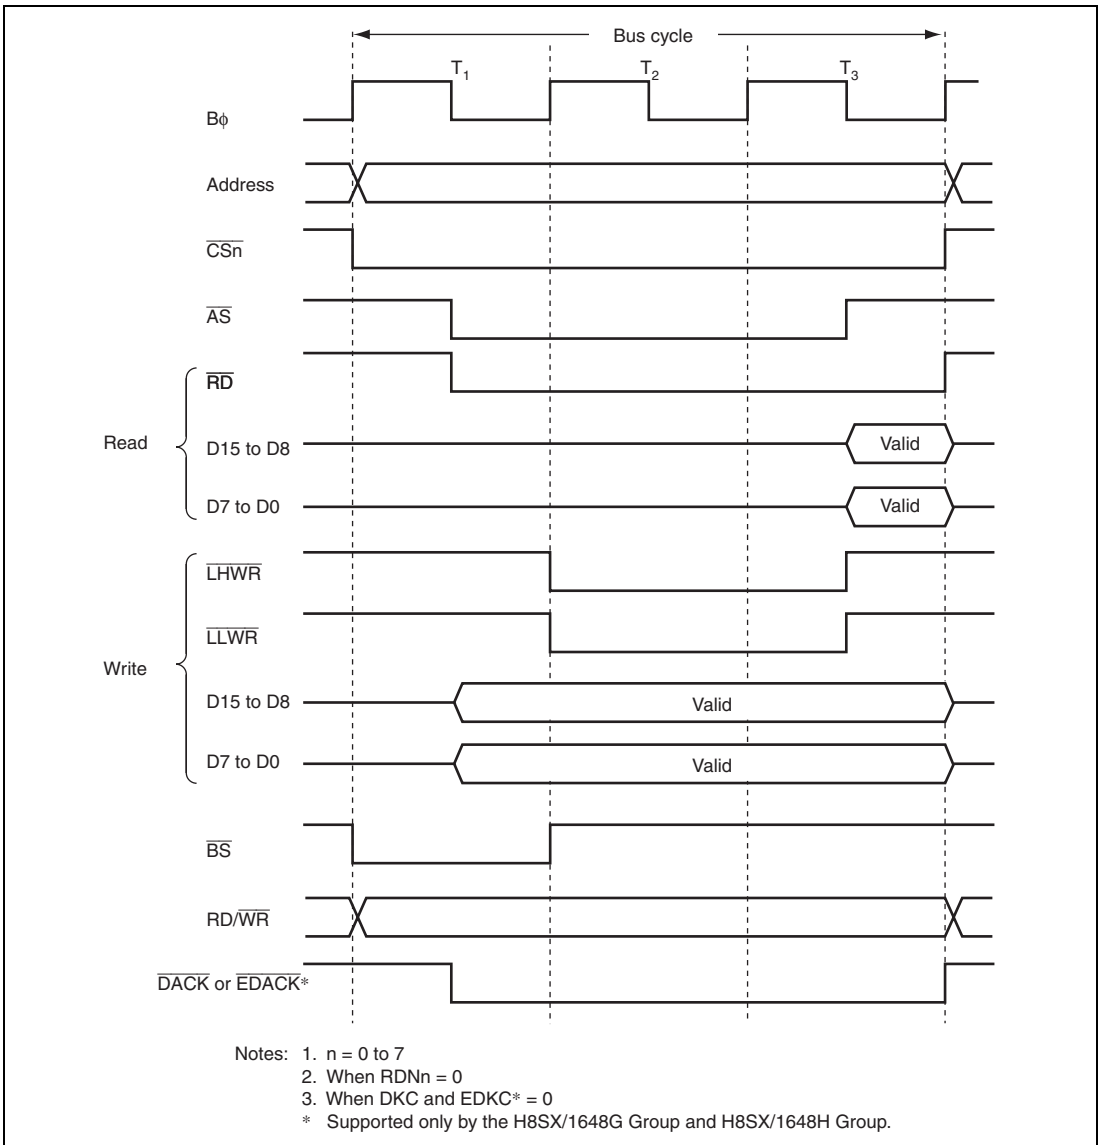 Bus cycle
T1 T2 T3
Bϕ
Address
CSn
AS
RD
Read
D15 to D8 Valid
D7 to D0 Valid
LHWR
LLWR
Write
D15 to D8 Valid
D7 to D0 Valid
BS
RD/WR
DACK or EDACK*
Notes: 1. n = 0 to 7
2. When RDNn = 0
3. When DKC and EDKC* = 0
* Supported only by the H8SX/1648G Group and H8SX/1648H Group.